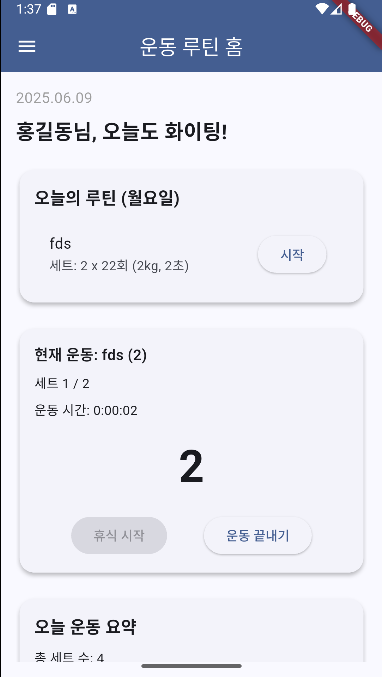 1:37
A
DEBUG
운동 루틴 홈
2025.06.09
홍길동님, 오늘도 화이팅!
오늘의 루틴 (월요일)
fds
세트: 2 x 22회 (2kg, 2초)
시작
현재 운동: fds (2)
세트 1 / 2
운동 시간: 0:00:02
2
휴식 시작 운동 끝내기
오늘 운동 요약
총 세트 수: 4